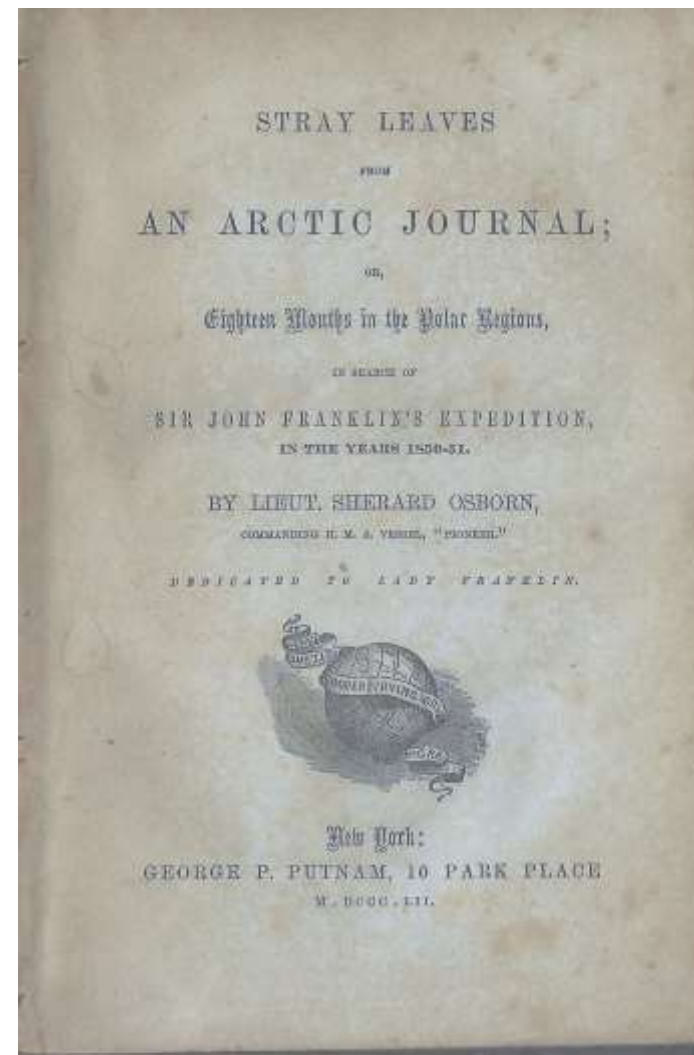 STRAY LEAVES
FROM
AN ARCTIC JOURNAL;
OR,
Eighteen Months in the Polar Regions,
IN SEARCH OF
SIR JOHN FRANKLIN'S EXPEDITION,
IN THE YEARS 1850-51.
BY LIEUT. SHERARD OSBORN,
COMMANDING H. M. S. VESSEL, "PIONEER."
DEDICATED TO LADY FRANKLIN.
New York:
GEORGE P. PUTNAM, 10 PARK PLACE
M.DCCC.LII.